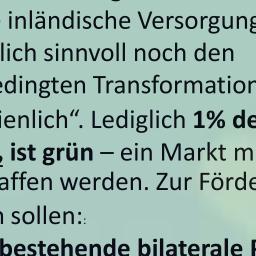 inländische Versorgung
lich sinnvoll noch den
edingten Transformation
ienlich“. Lediglich 1% de
ist grün – ein Markt m
affen werden. Zur Förde
n sollen:
bestehende bilaterale